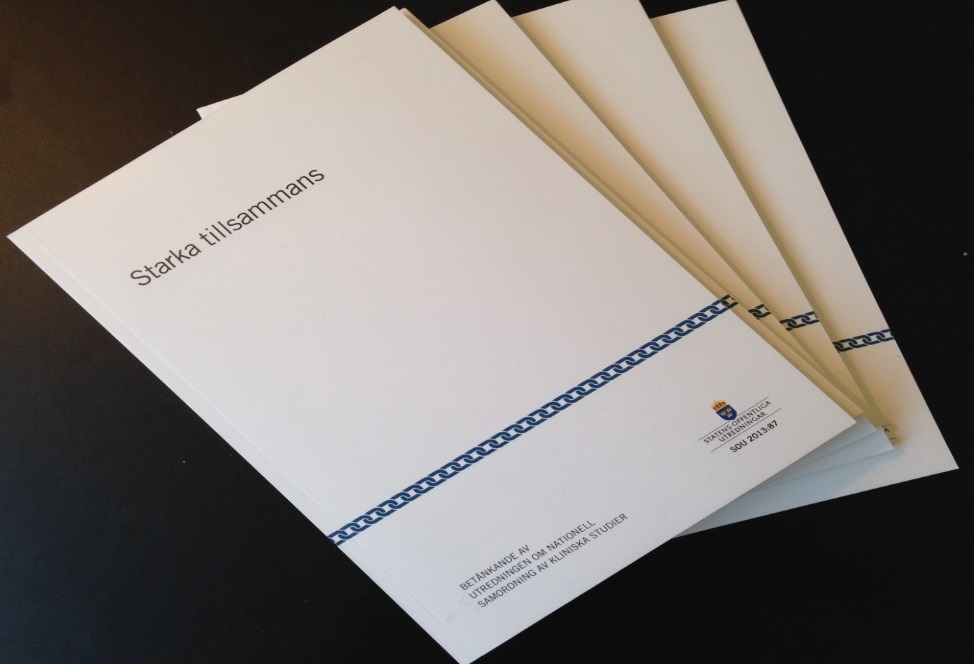 Starka tillsammans
STATENS OFFENTLIGA
UTREDNINGAR
SOU 2013:87
BETÄNKANDE AV
UTREDNINGEN OM NATIONELL
SAMORDNING AV KLINISKA STUDIER